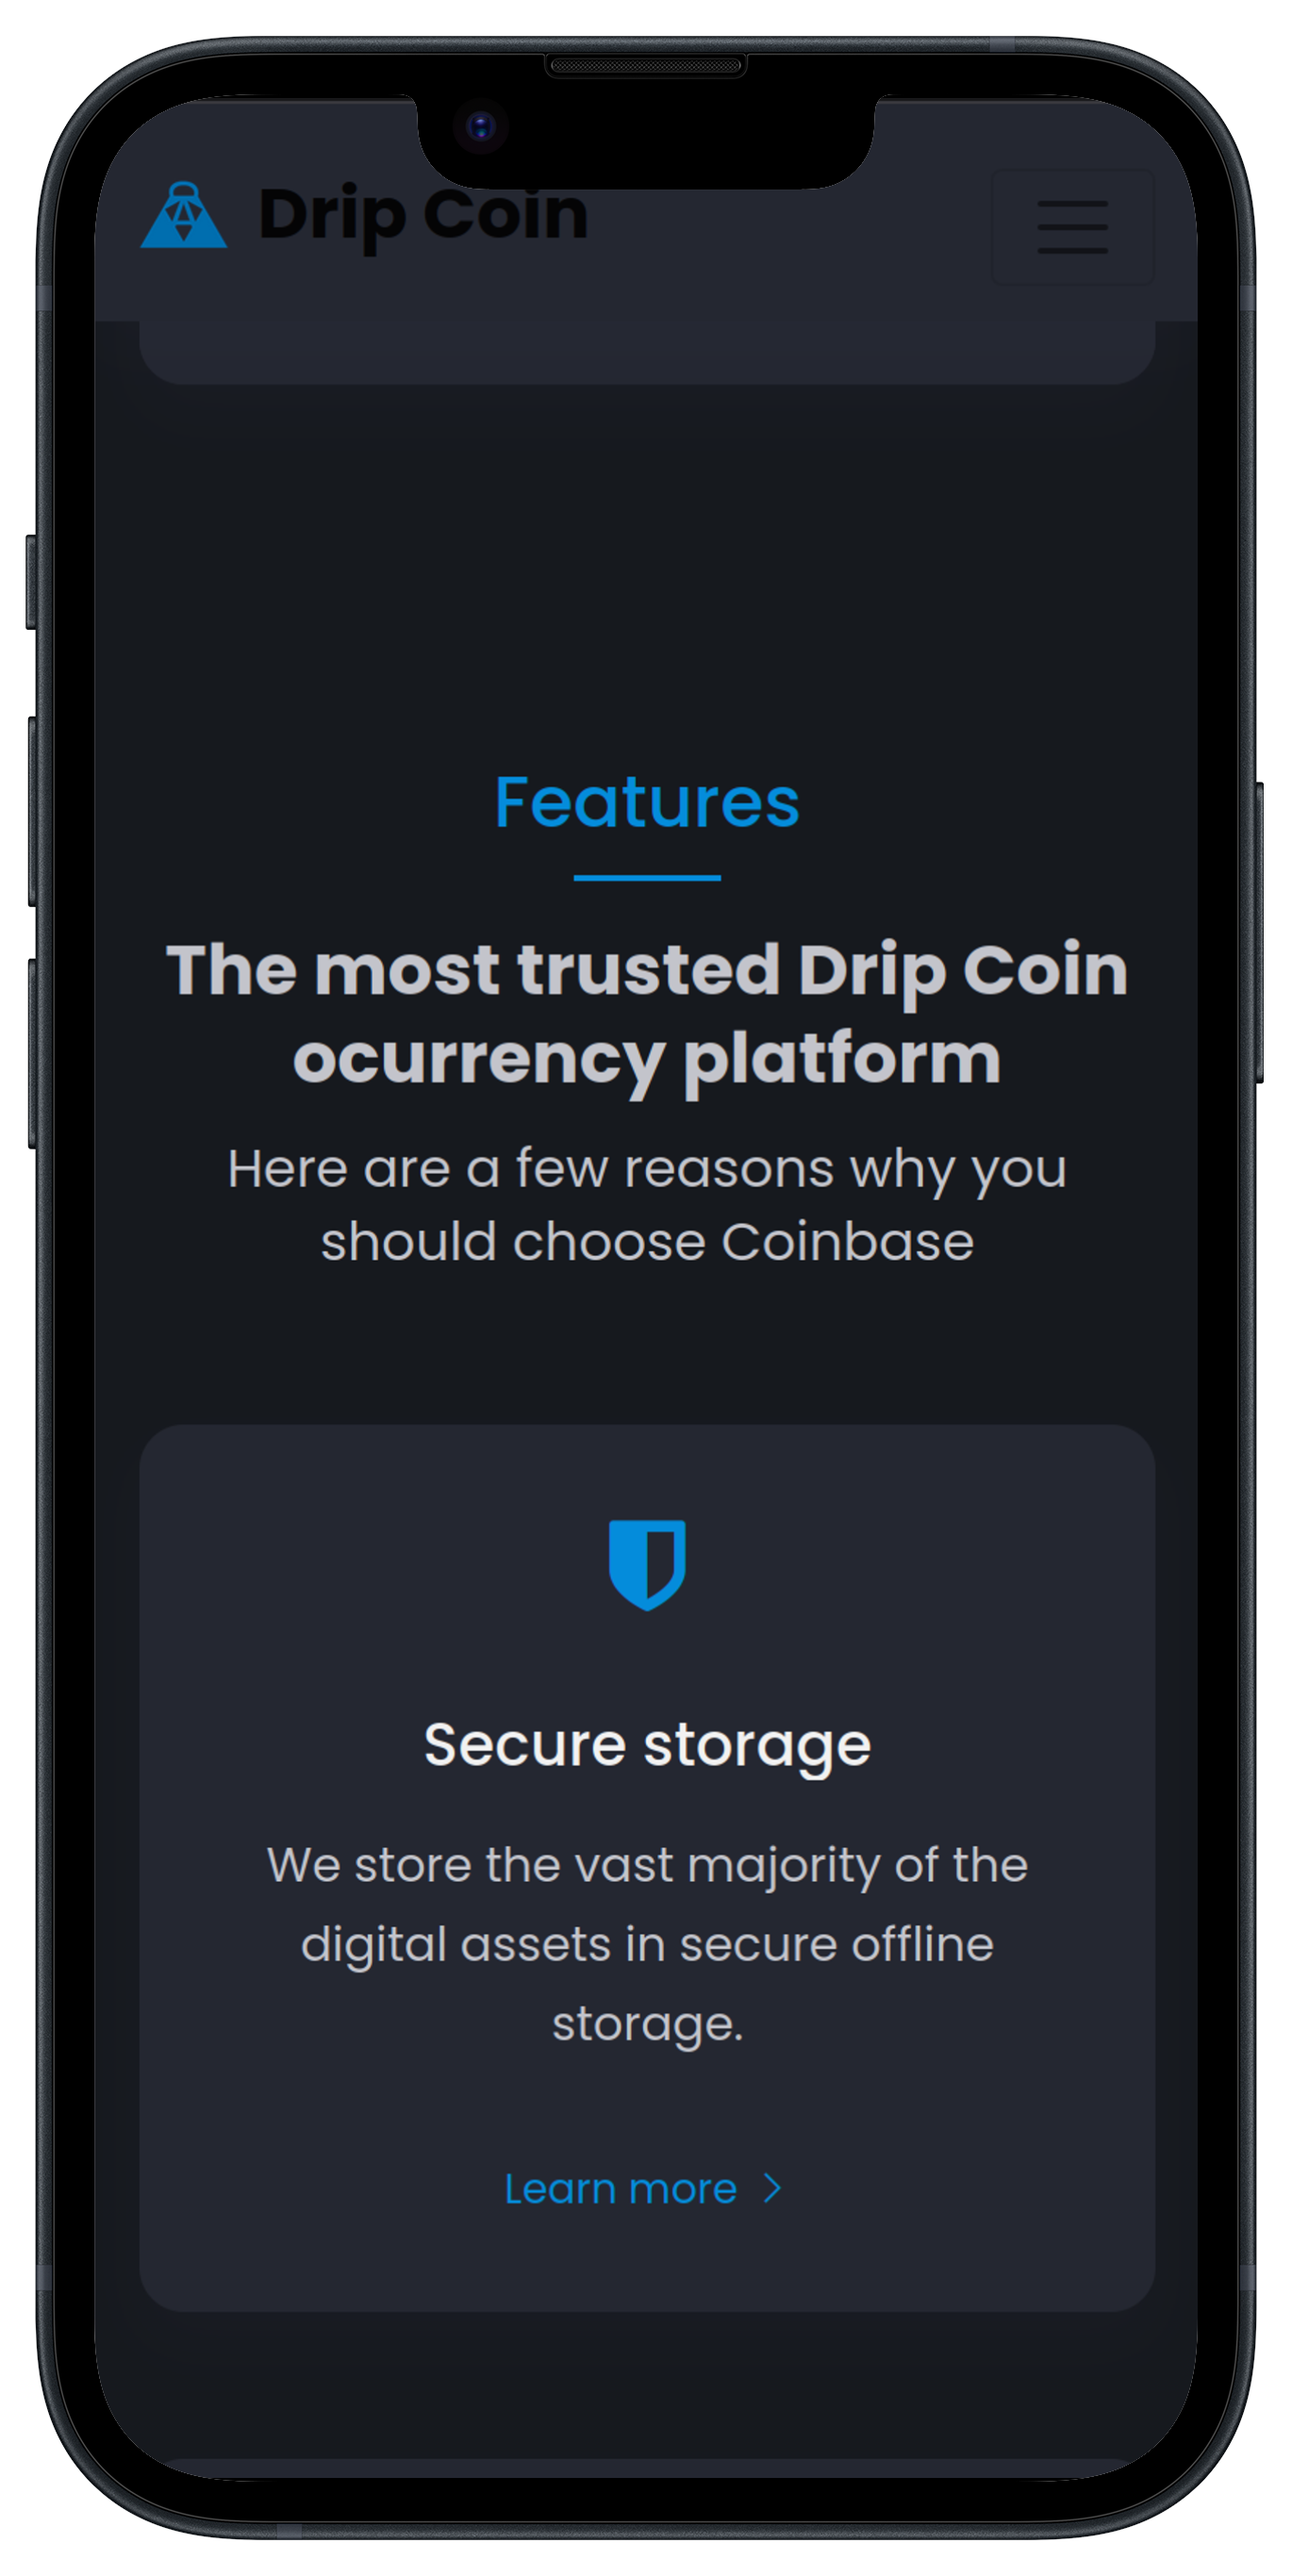 Drip Coin
Features
The most trusted Drip Coin
ocurrency platform
Here are a few reasons why you
should choose Coinbase
Secure storage
We store the vast majority of the
digital assets in secure offline
storage.
Learn more